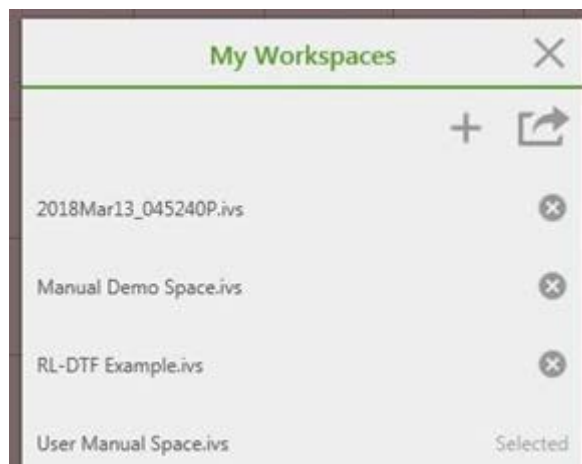 My Workspaces
2018Mar13_045240P.ivs
Manual Demo Space.ivs
RL-DTF Example.ivs
User Manual Space.ivs Selected